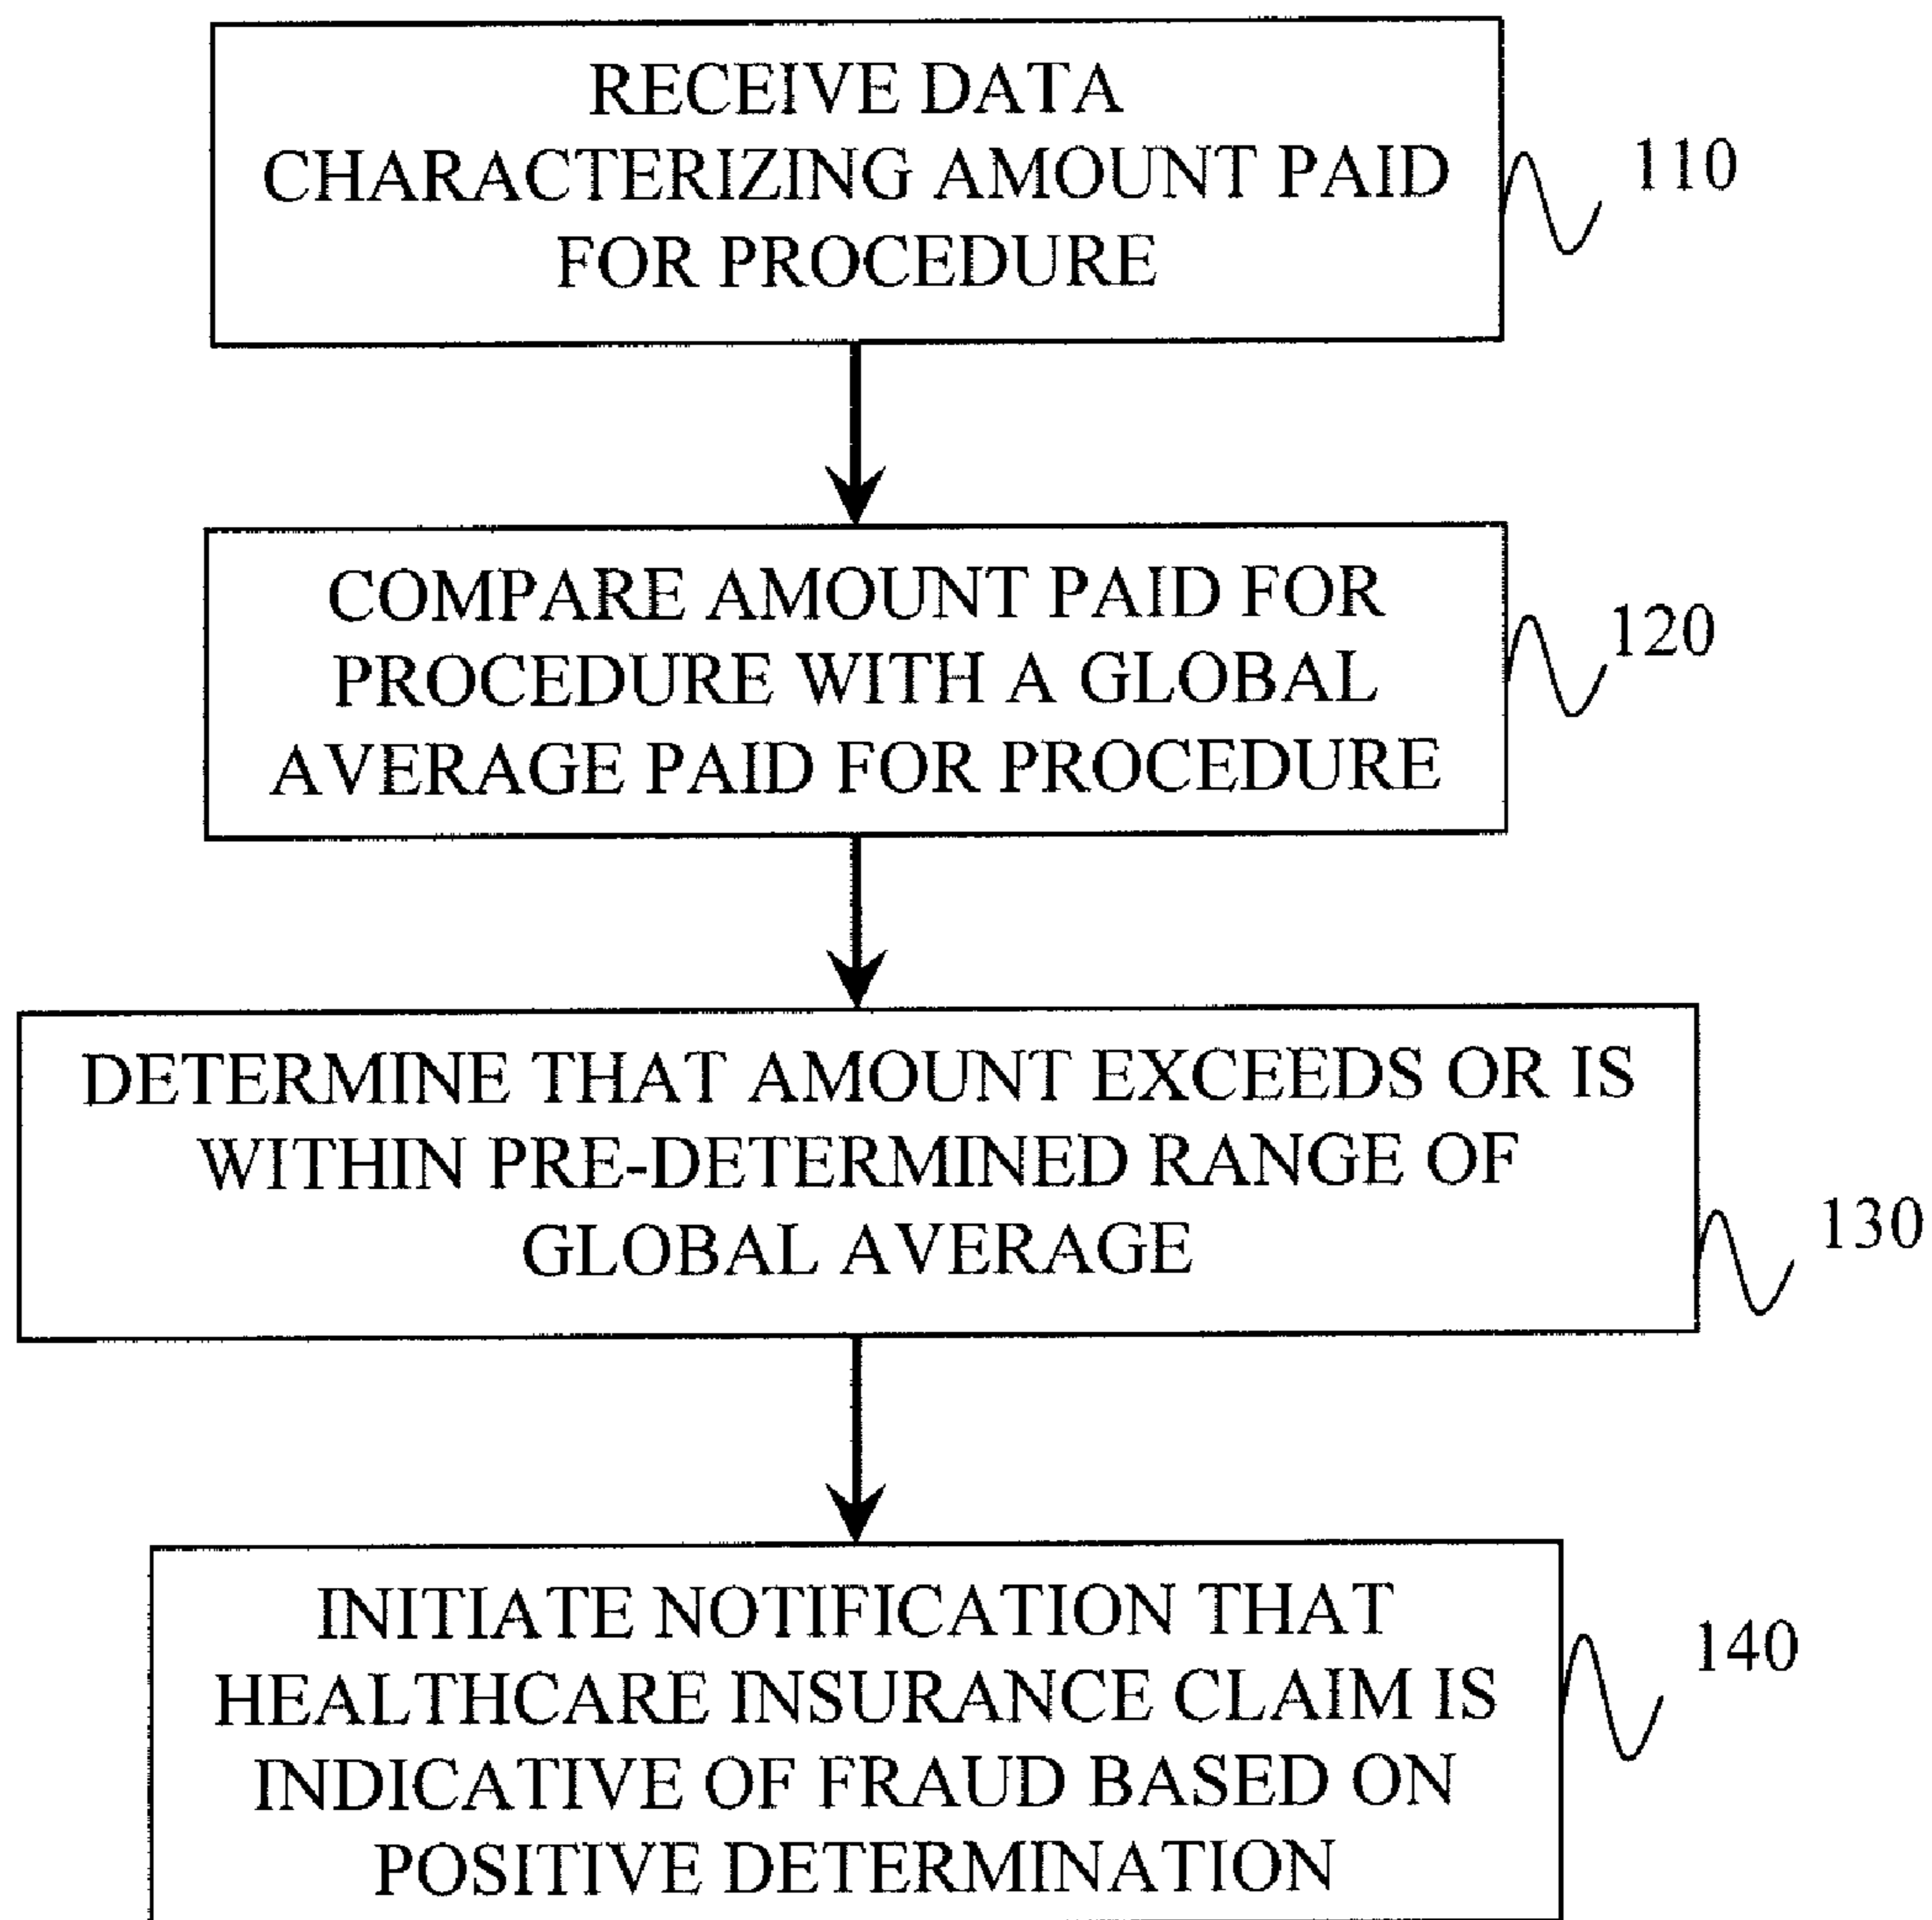 RECEIVE DATA
CHARACTERIZING AMOUNT PAID
FOR PROCEDURE
110
COMPARE AMOUNT PAID FOR
PROCEDURE WITH A GLOBAL
AVERAGE PAID FOR PROCEDURE
120
DETERMINE THAT AMOUNT EXCEEDS OR IS
WITHIN PRE-DETERMINED RANGE OF
GLOBAL AVERAGE
130
INITIATE NOTIFICATION THAT
HEALTHCARE INSURANCE CLAIM IS
INDICATIVE OF FRAUD BASED ON
POSITIVE DETERMINATION
140